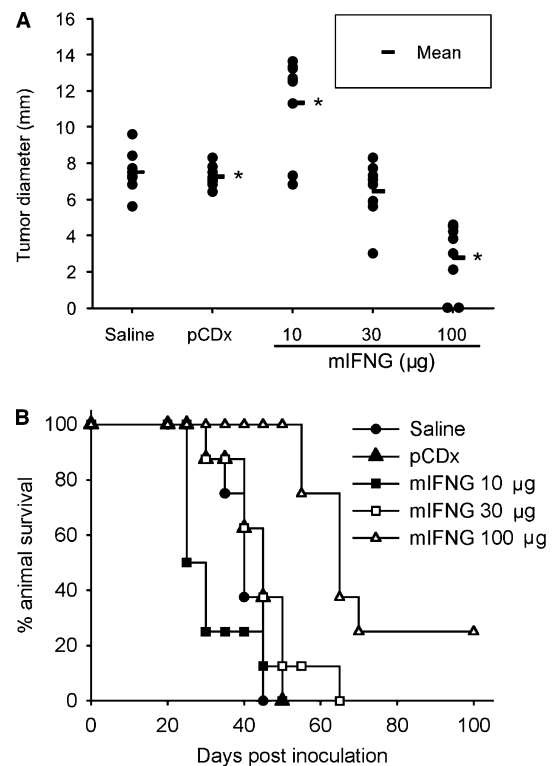 A
Tumor diameter (mm)
16
14
12
10
8
6
4
2
0
Mean
*
*
*
Saline pCDx 10 30 100
mIFNG (µg)
B
% animal survival
100
80
60
40
20
0
Saline
pCDx
mIFNG 10 µg
mIFNG 30 µg
mIFNG 100 µg
0 20 40 60 80 100
Days post inoculation